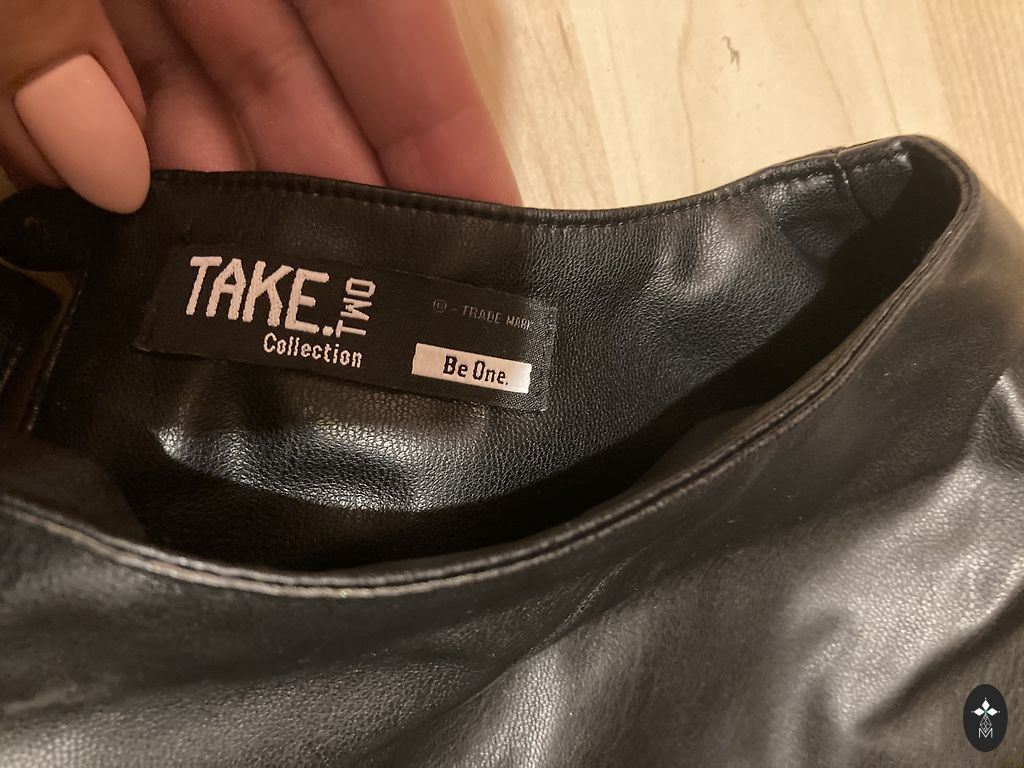 TAKE.TWO
Collection
© - TRADE MARK
Be One.